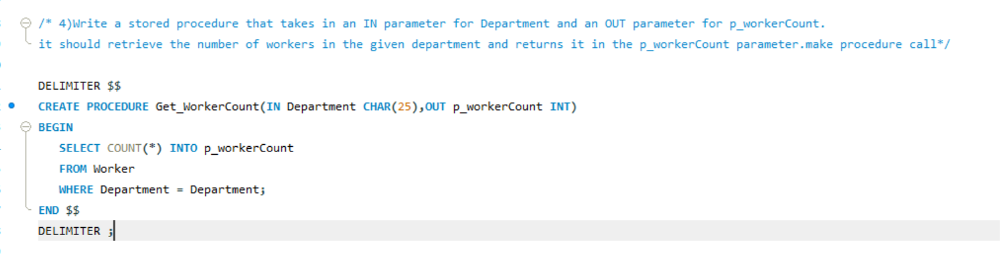 /* 4)Write a stored procedure that takes in an IN parameter for Department and an OUT parameter for p_workerCount.
it should retrieve the number of workers in the given department and returns it in the p_workerCount parameter.make procedure call*/
DELIMITER $$
CREATE PROCEDURE Get_WorkerCount(IN Department CHAR(25),OUT p_workerCount INT)
BEGIN
SELECT COUNT(*) INTO p_workerCount
FROM Worker
WHERE Department = Department;
END $$
DELIMITER ;